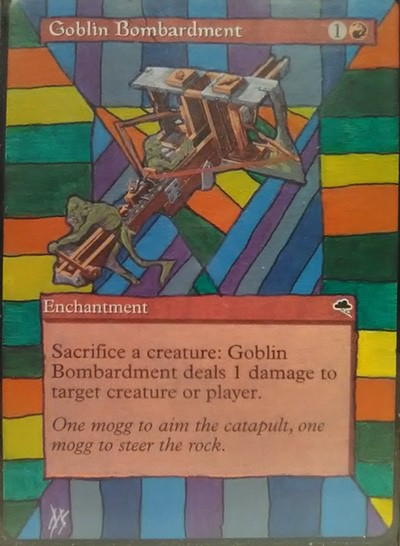 Goblin Bombardment 1
Enchantment
Sacrifice a creature: Goblin
Bombardment deals 1 damage to
target creature or player.
One mogg to aim the catapult, one
mogg to steer the rock.